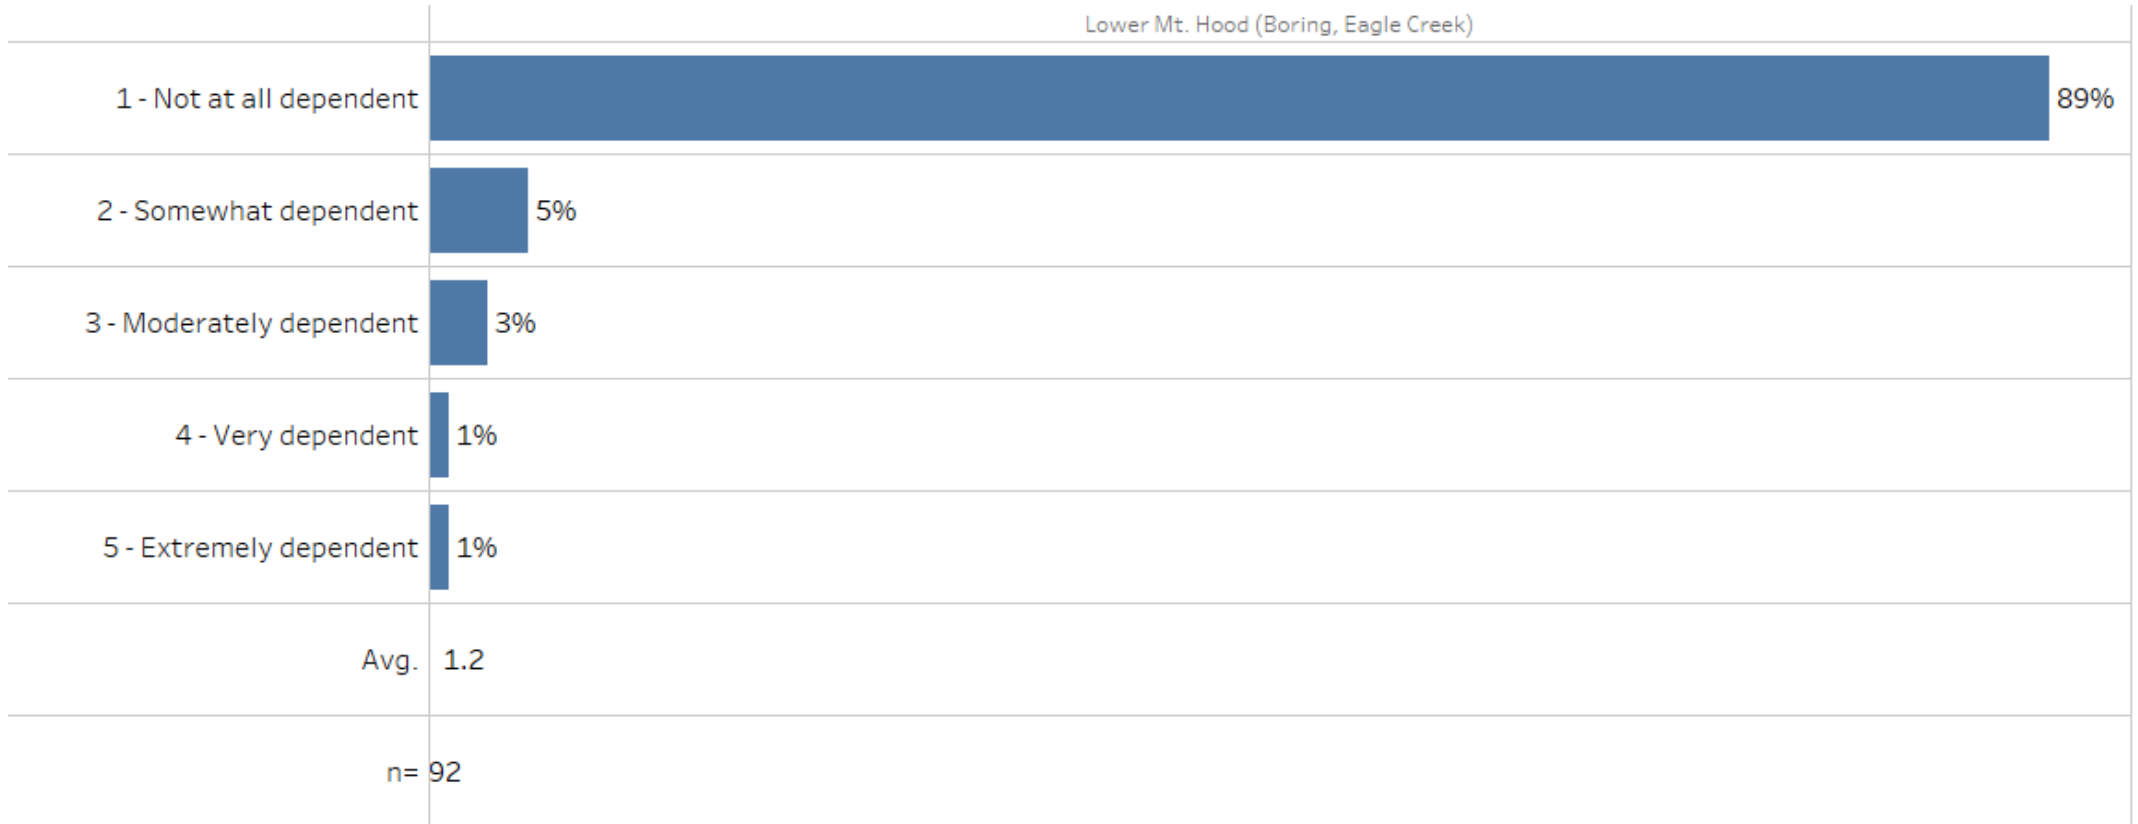 Lower Mt. Hood (Boring, Eagle Creek)
1 - Not at all dependent 89%
2 - Somewhat dependent 5%
3 - Moderately dependent 3%
4 - Very dependent 1%
5 - Extremely dependent 1%
Avg. 1.2
n= 92